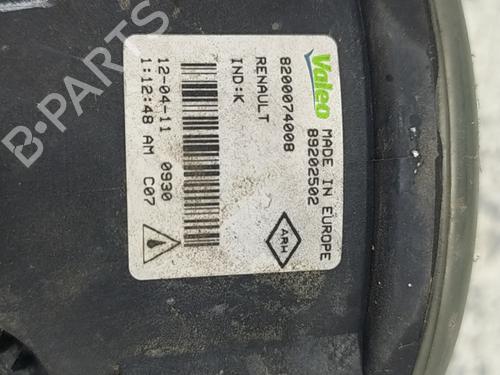 Valeo MADE IN EUROPE
89202502
8200074008
RENAULT
IND:K
ARH
12-04-11 0930
1:12:48 AM C07
B-PARTS